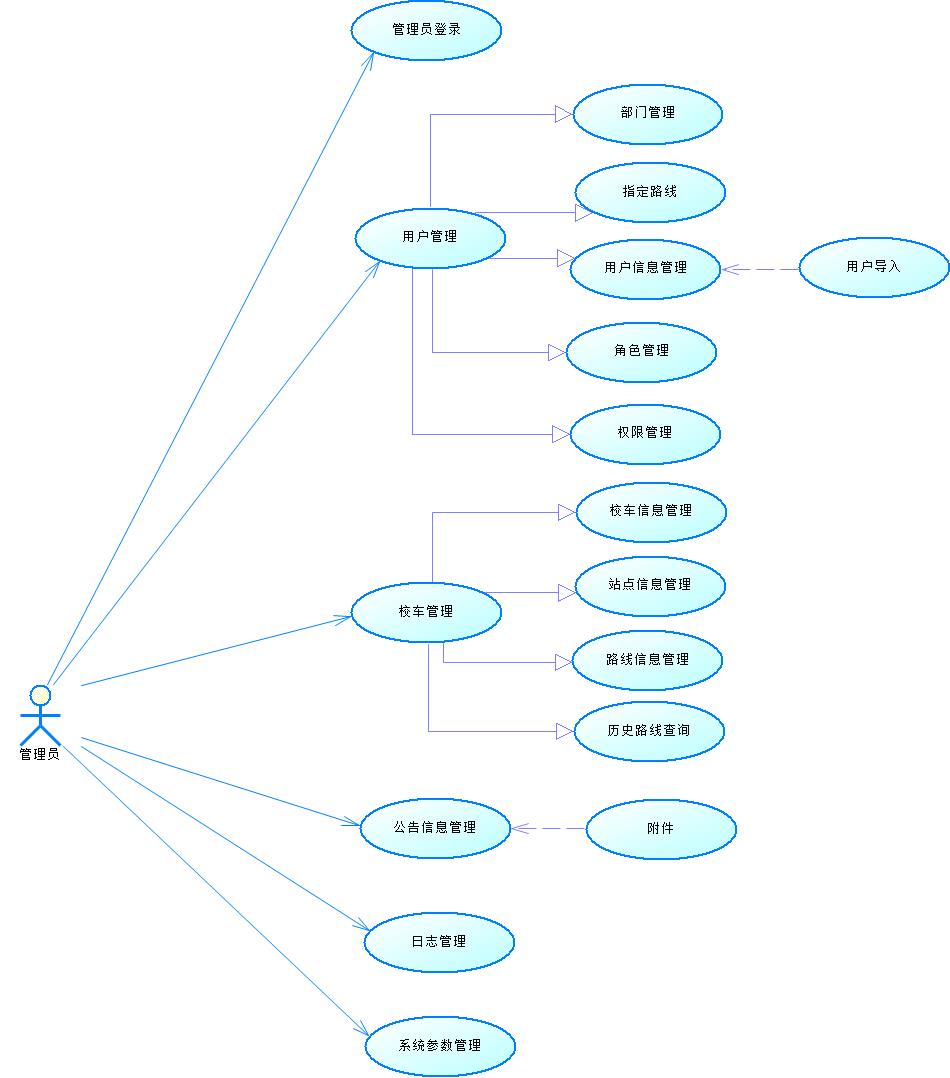 管理员登录
部门管理
指定路线
用户管理
用户信息管理
用户导入
角色管理
权限管理
校车信息管理
站点信息管理
校车管理
路线信息管理
历史路线查询
管理员
公告信息管理
附件
日志管理
系统参数管理